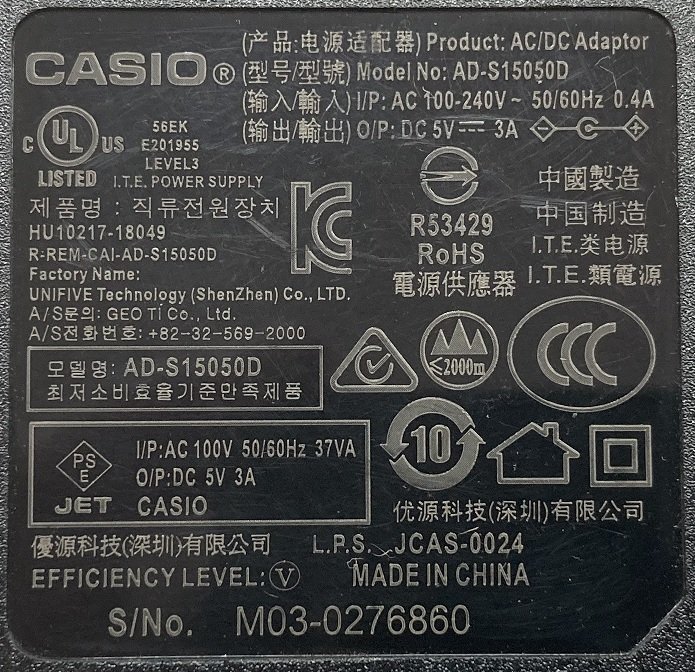 (产品:电源适配器) Product: AC/DC Adaptor
CASIO® (型号/型號) Model No: AD-S15050D
(输入/輸入) I/P: AC 100-240V~ 50/60Hz 0.4A
(输出/輸出) O/P: DC 5V⎓ 3A
C UL US
LISTED
56EK
E201955
LEVEL3
I.T.E. POWER SUPPLY
제품명 : 직류전원장치
HU10217-18049
R-REM-CAI-AD-S15050D
Factory Name:
UNIFIVE Technology (ShenZhen) Co., LTD.
A/S문의: GEO Ti Co., Ltd.
A/S전화번호: +82-32-569-2000
KC
R53429
RoHS
電源供應器
中國製造
中国制造
I.T.E.类电源
I.T.E.類電源
모델명: AD-S15050D
최저소비효율기준만족제품
≤2000m
CCC
PS
E
JET
I/P: AC 100V 50/60Hz 37VA
O/P: DC 5V 3A
CASIO
10
优源科技(深圳)有限公司
優源科技(深圳)有限公司
L.P.S. JCAS-0024
EFFICIENCY LEVEL: V
MADE IN CHINA
S/No. M03-0276860